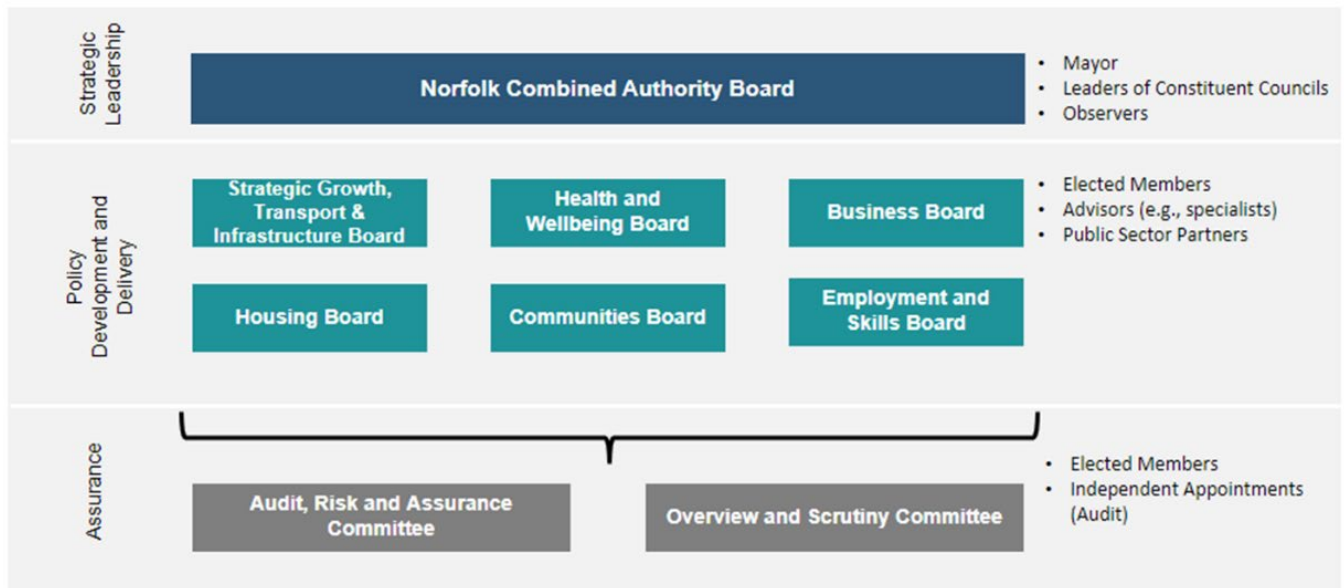 Strategic
Leadership
Norfolk Combined Authority Board
• Mayor
• Leaders of Constituent Councils
• Observers
Policy
Development and
Delivery
Strategic Growth,
Transport &
Infrastructure Board
Health and
Wellbeing Board
Business Board
• Elected Members
• Advisors (e.g., specialists)
• Public Sector Partners
Housing Board
Communities Board
Employment and
Skills Board
Assurance
Audit, Risk and Assurance
Committee
Overview and Scrutiny Committee
• Elected Members
• Independent Appointments
(Audit)